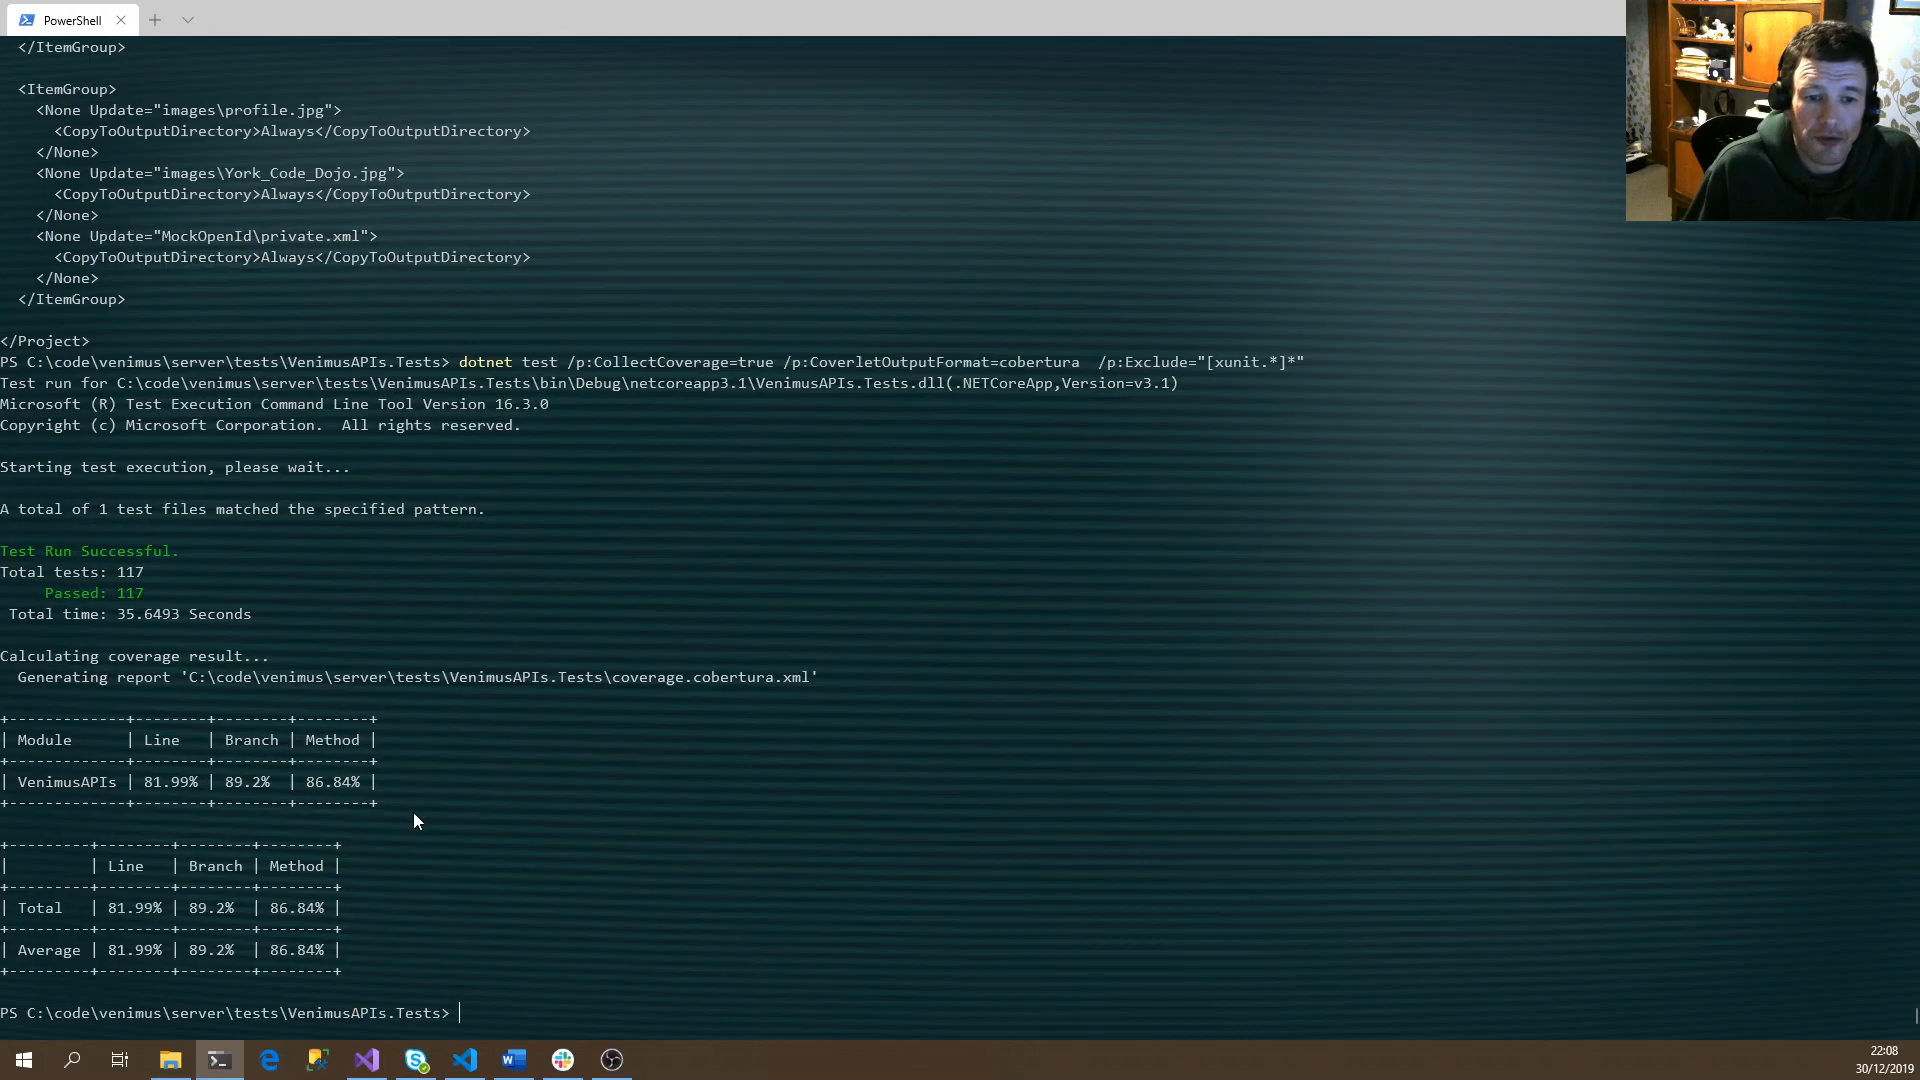 PowerShell
</ItemGroup>
<ItemGroup>
<None Update="images\profile.jpg">
<CopyToOutputDirectory>Always</CopyToOutputDirectory>
</None>
<None Update="images\York_Code_Dojo.jpg">
<CopyToOutputDirectory>Always</CopyToOutputDirectory>
</None>
<None Update="MockOpenId\private.xml">
<CopyToOutputDirectory>Always</CopyToOutputDirectory>
</None>
</ItemGroup>
</Project>
PS C:\code\venimus\server\tests\VenimusAPIs.Tests> dotnet test /p:CollectCoverage=true /p:CoverletOutputFormat=cobertura  /p:Exclude="[xunit.*]*"
Test run for C:\code\venimus\server\tests\VenimusAPIs.Tests\bin\Debug\netcoreapp3.1\VenimusAPIs.Tests.dll(.NETCoreApp,Version=v3.1)
Microsoft (R) Test Execution Command Line Tool Version 16.3.0
Copyright (c) Microsoft Corporation.  All rights reserved.
Starting test execution, please wait...
A total of 1 test files matched the specified pattern.
Test Run Successful.
Total tests: 117
Passed: 117
Total time: 35.6493 Seconds
Calculating coverage result...
Generating report 'C:\code\venimus\server\tests\VenimusAPIs.Tests\coverage.cobertura.xml'
+-------------+--------+--------+--------+
| Module      | Line   | Branch | Method |
+-------------+--------+--------+--------+
| VenimusAPIs | 81.99% | 89.2%  | 86.84% |
+-------------+--------+--------+--------+
+---------+--------+--------+--------+
|         | Line   | Branch | Method |
+---------+--------+--------+--------+
| Total   | 81.99% | 89.2%  | 86.84% |
+---------+--------+--------+--------+
| Average | 81.99% | 89.2%  | 86.84% |
+---------+--------+--------+--------+
PS C:\code\venimus\server\tests\VenimusAPIs.Tests>
22:08
30/12/2019